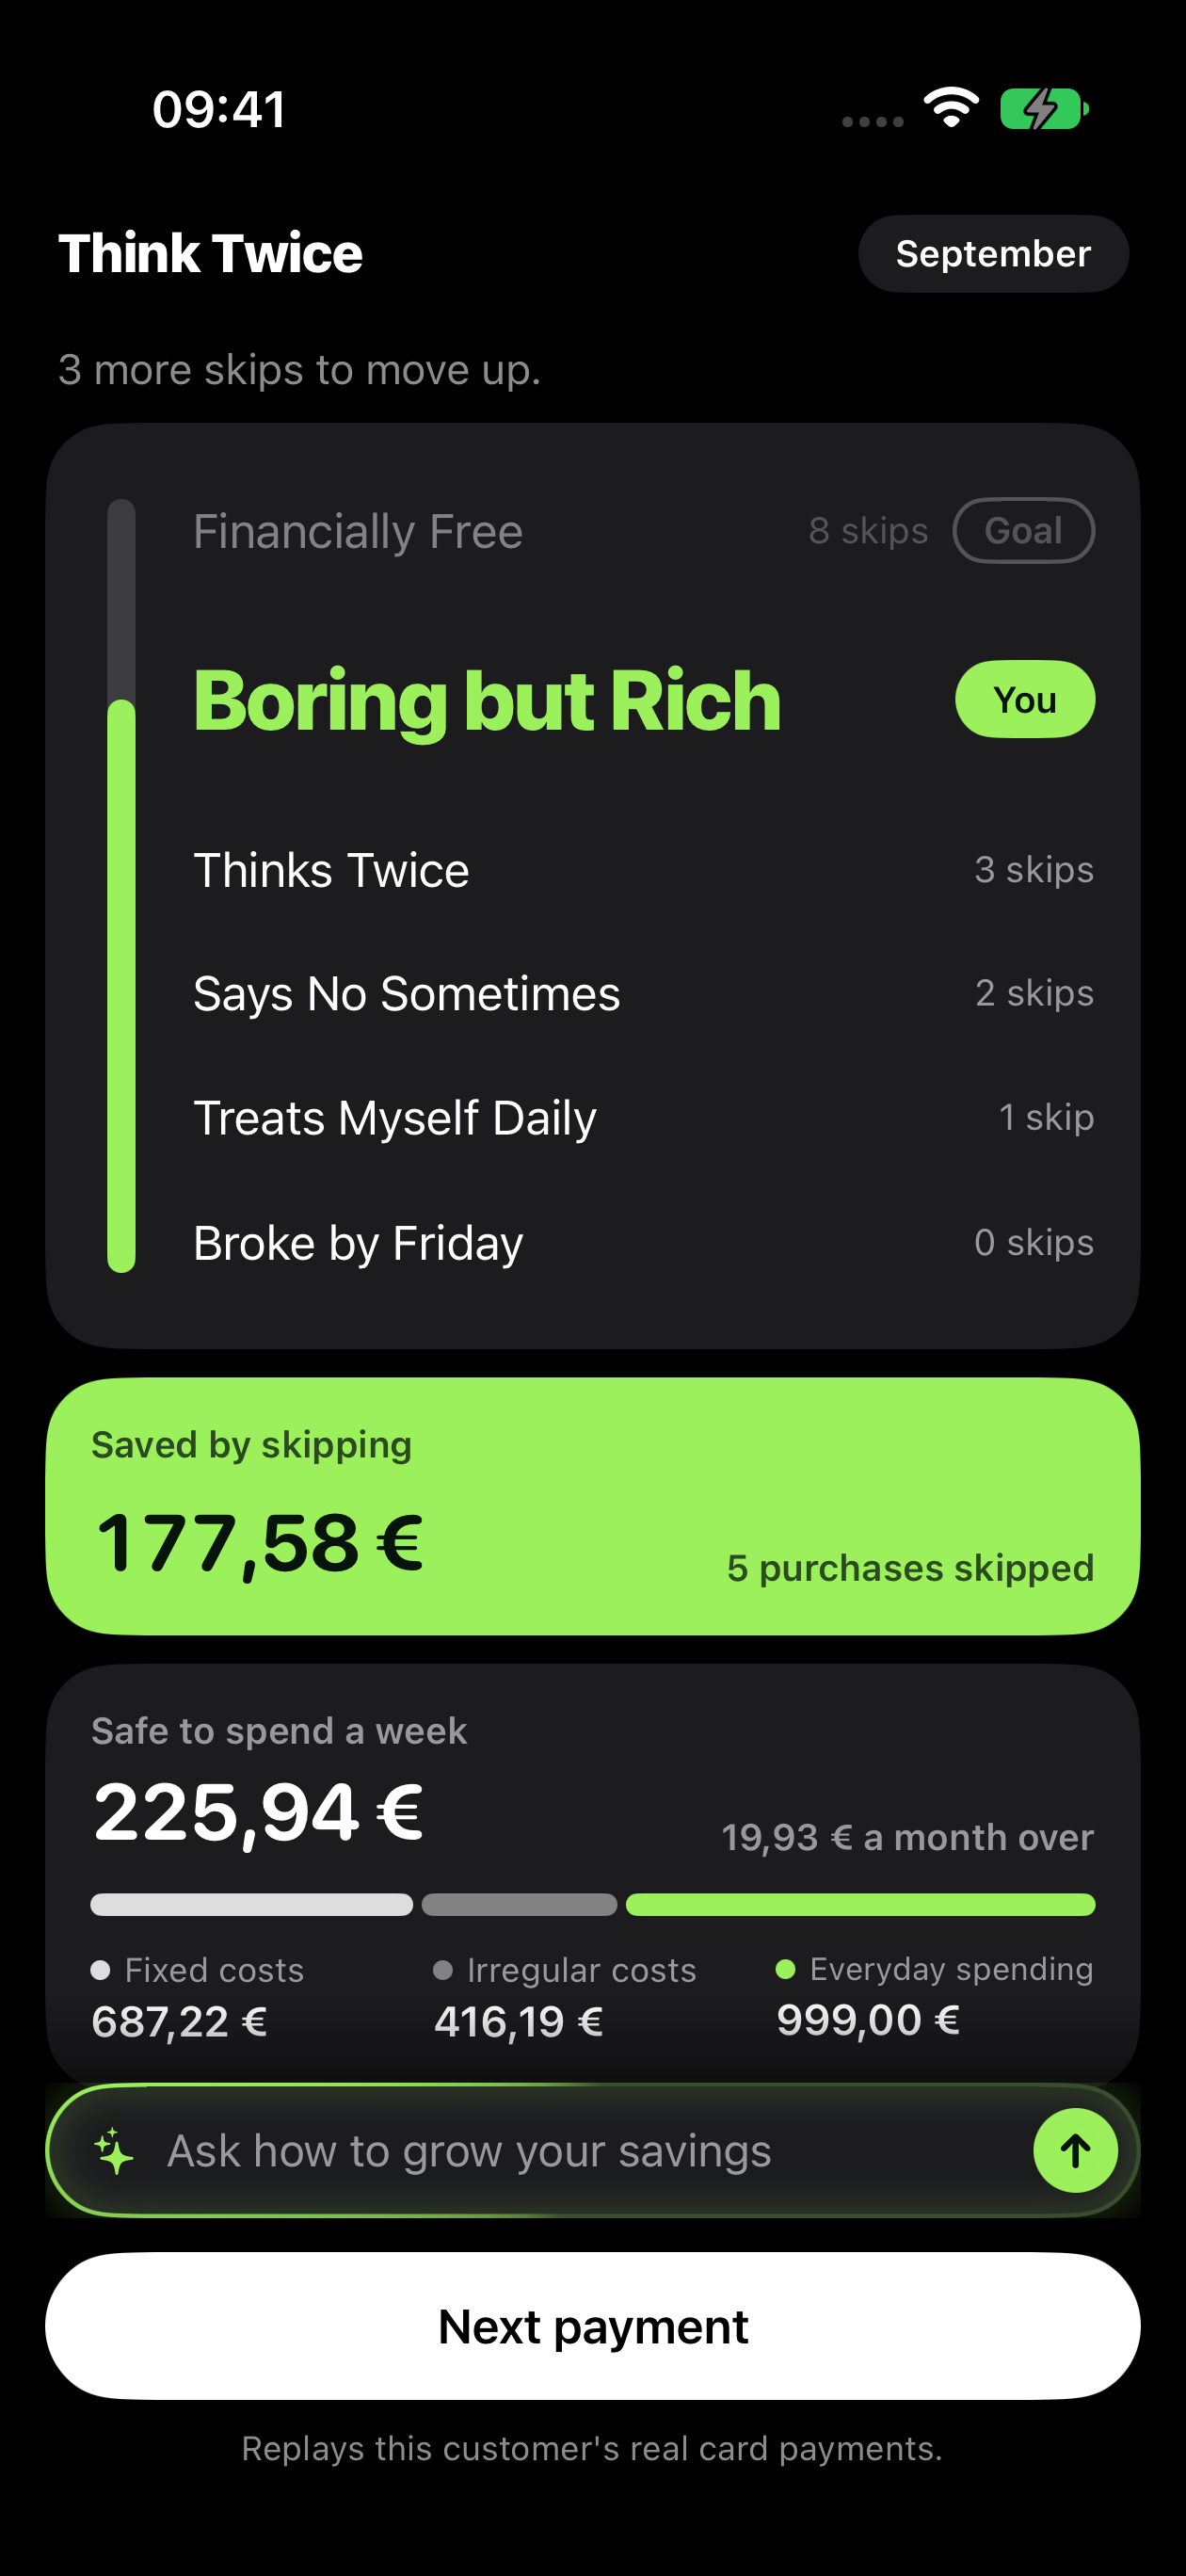 09:41
Think Twice
September
3 more skips to move up.
Financially Free 8 skips Goal
Boring but Rich You
Thinks Twice 3 skips
Says No Sometimes 2 skips
Treats Myself Daily 1 skip
Broke by Friday 0 skips
Saved by skipping
177,58 €
5 purchases skipped
Safe to spend a week
225,94 €
19,93 € a month over
Fixed costs Irregular costs Everyday spending
687,22 € 416,19 € 999,00 €
Ask how to grow your savings
Next payment
Replays this customer's real card payments.